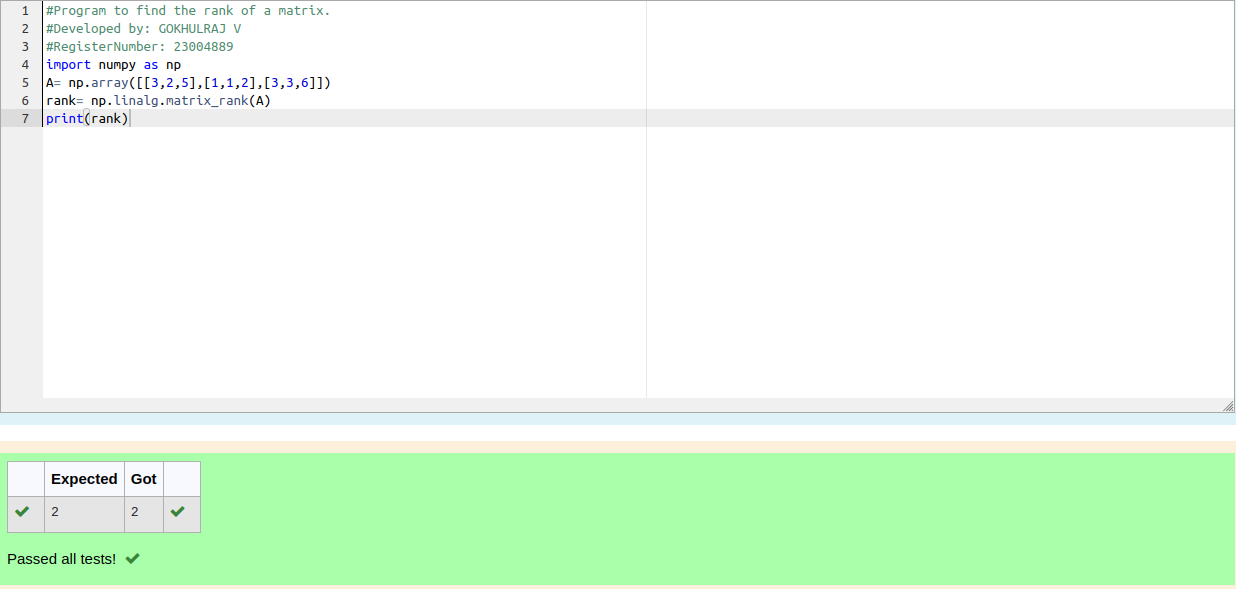 1 #Program to find the rank of a matrix.
2 #Developed by: GOKHULRAJ V
3 #RegisterNumber: 23004889
4 import numpy as np
5 A= np.array([[3,2,5],[1,1,2],[3,3,6]])
6 rank= np.linalg.matrix_rank(A)
7 print(rank)
Expected Got
2 2
Passed all tests!